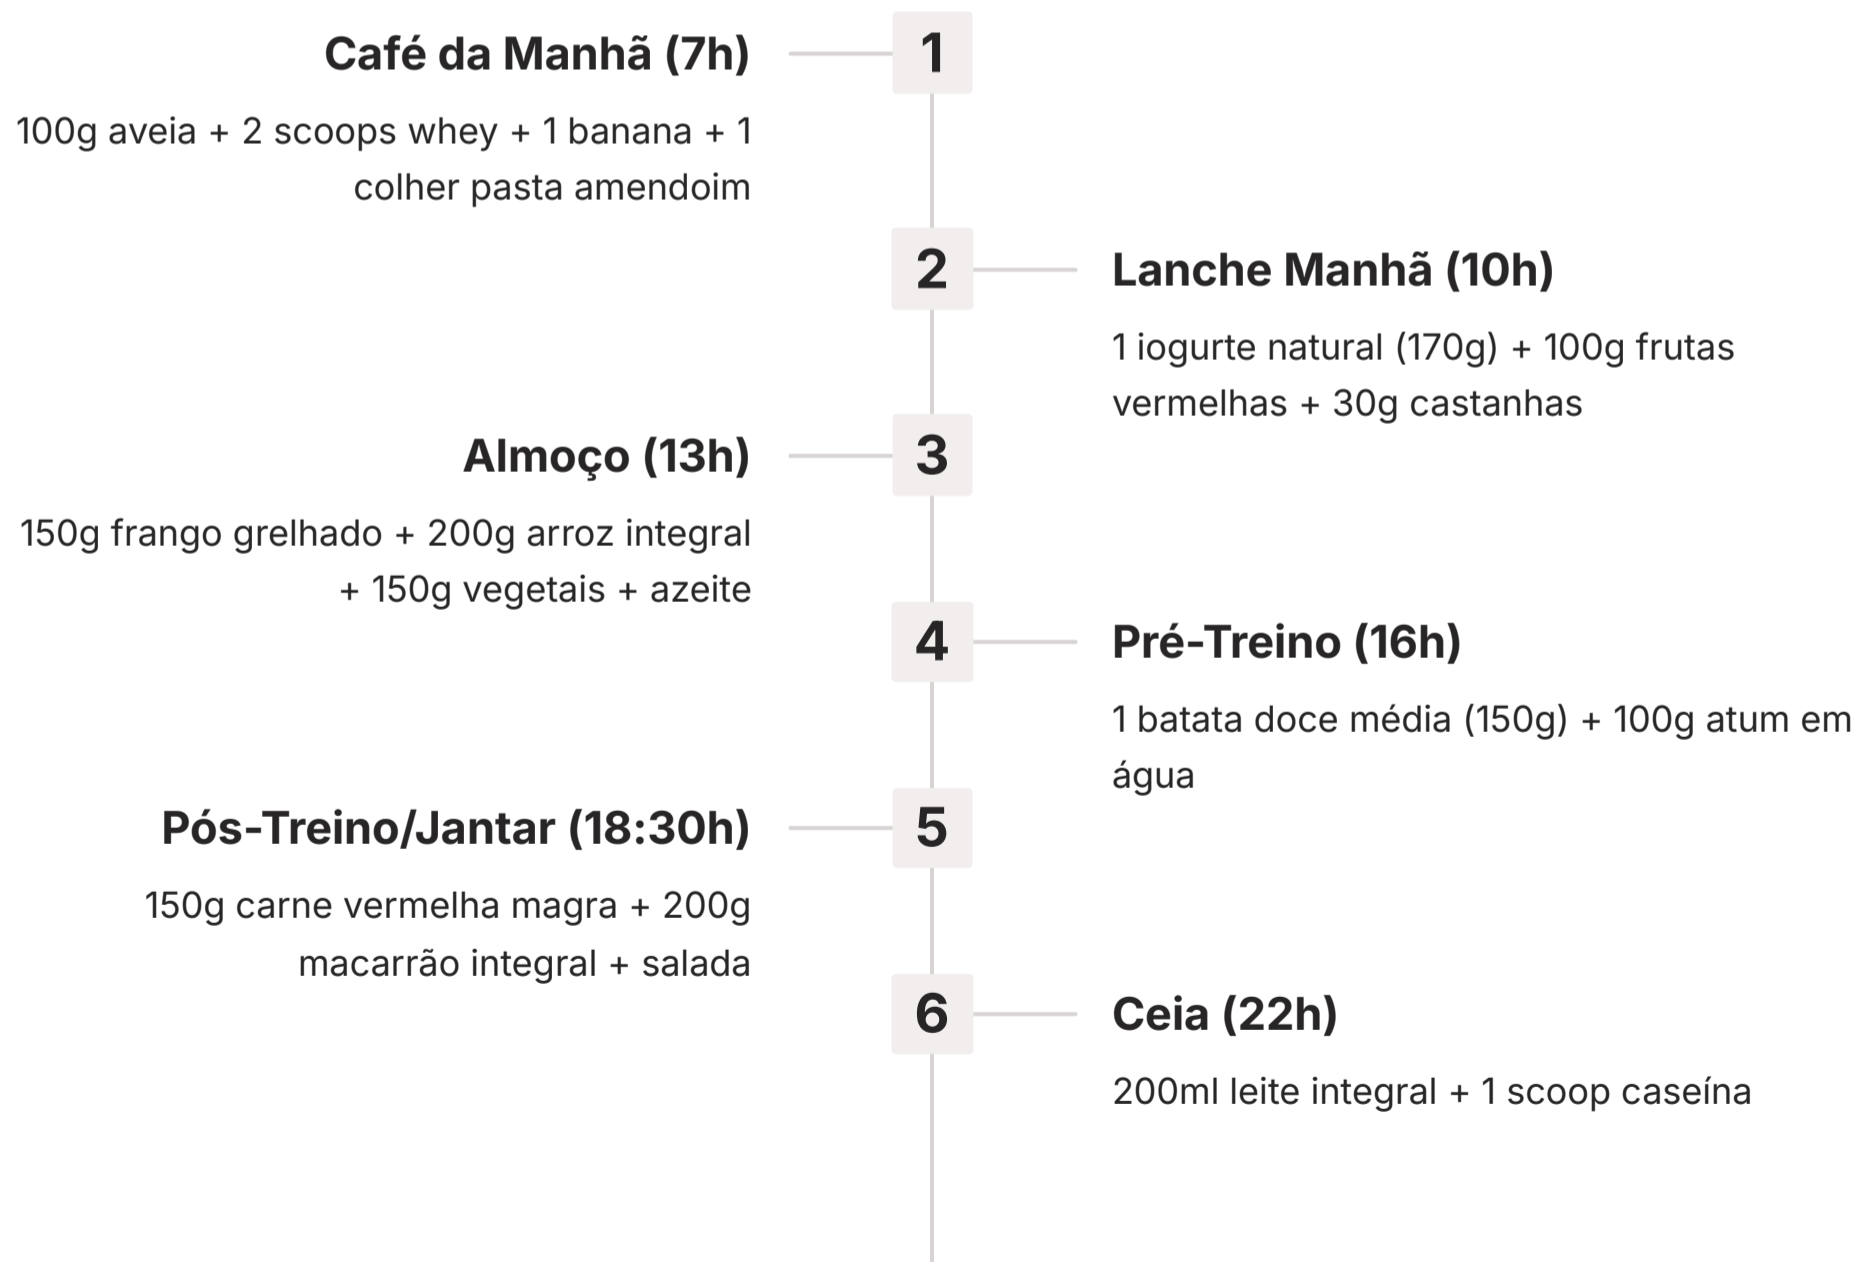 Café da Manhã (7h)
1
100g aveia + 2 scoops whey + 1 banana + 1
colher pasta amendoim
2
Lanche Manhã (10h)
1 iogurte natural (170g) + 100g frutas
vermelhas + 30g castanhas
Almoço (13h)
3
150g frango grelhado + 200g arroz integral
+ 150g vegetais + azeite
4
Pré-Treino (16h)
1 batata doce média (150g) + 100g atum em
água
Pós-Treino/Jantar (18:30h)
5
150g carne vermelha magra + 200g
macarrão integral + salada
6
Ceia (22h)
200ml leite integral + 1 scoop caseína